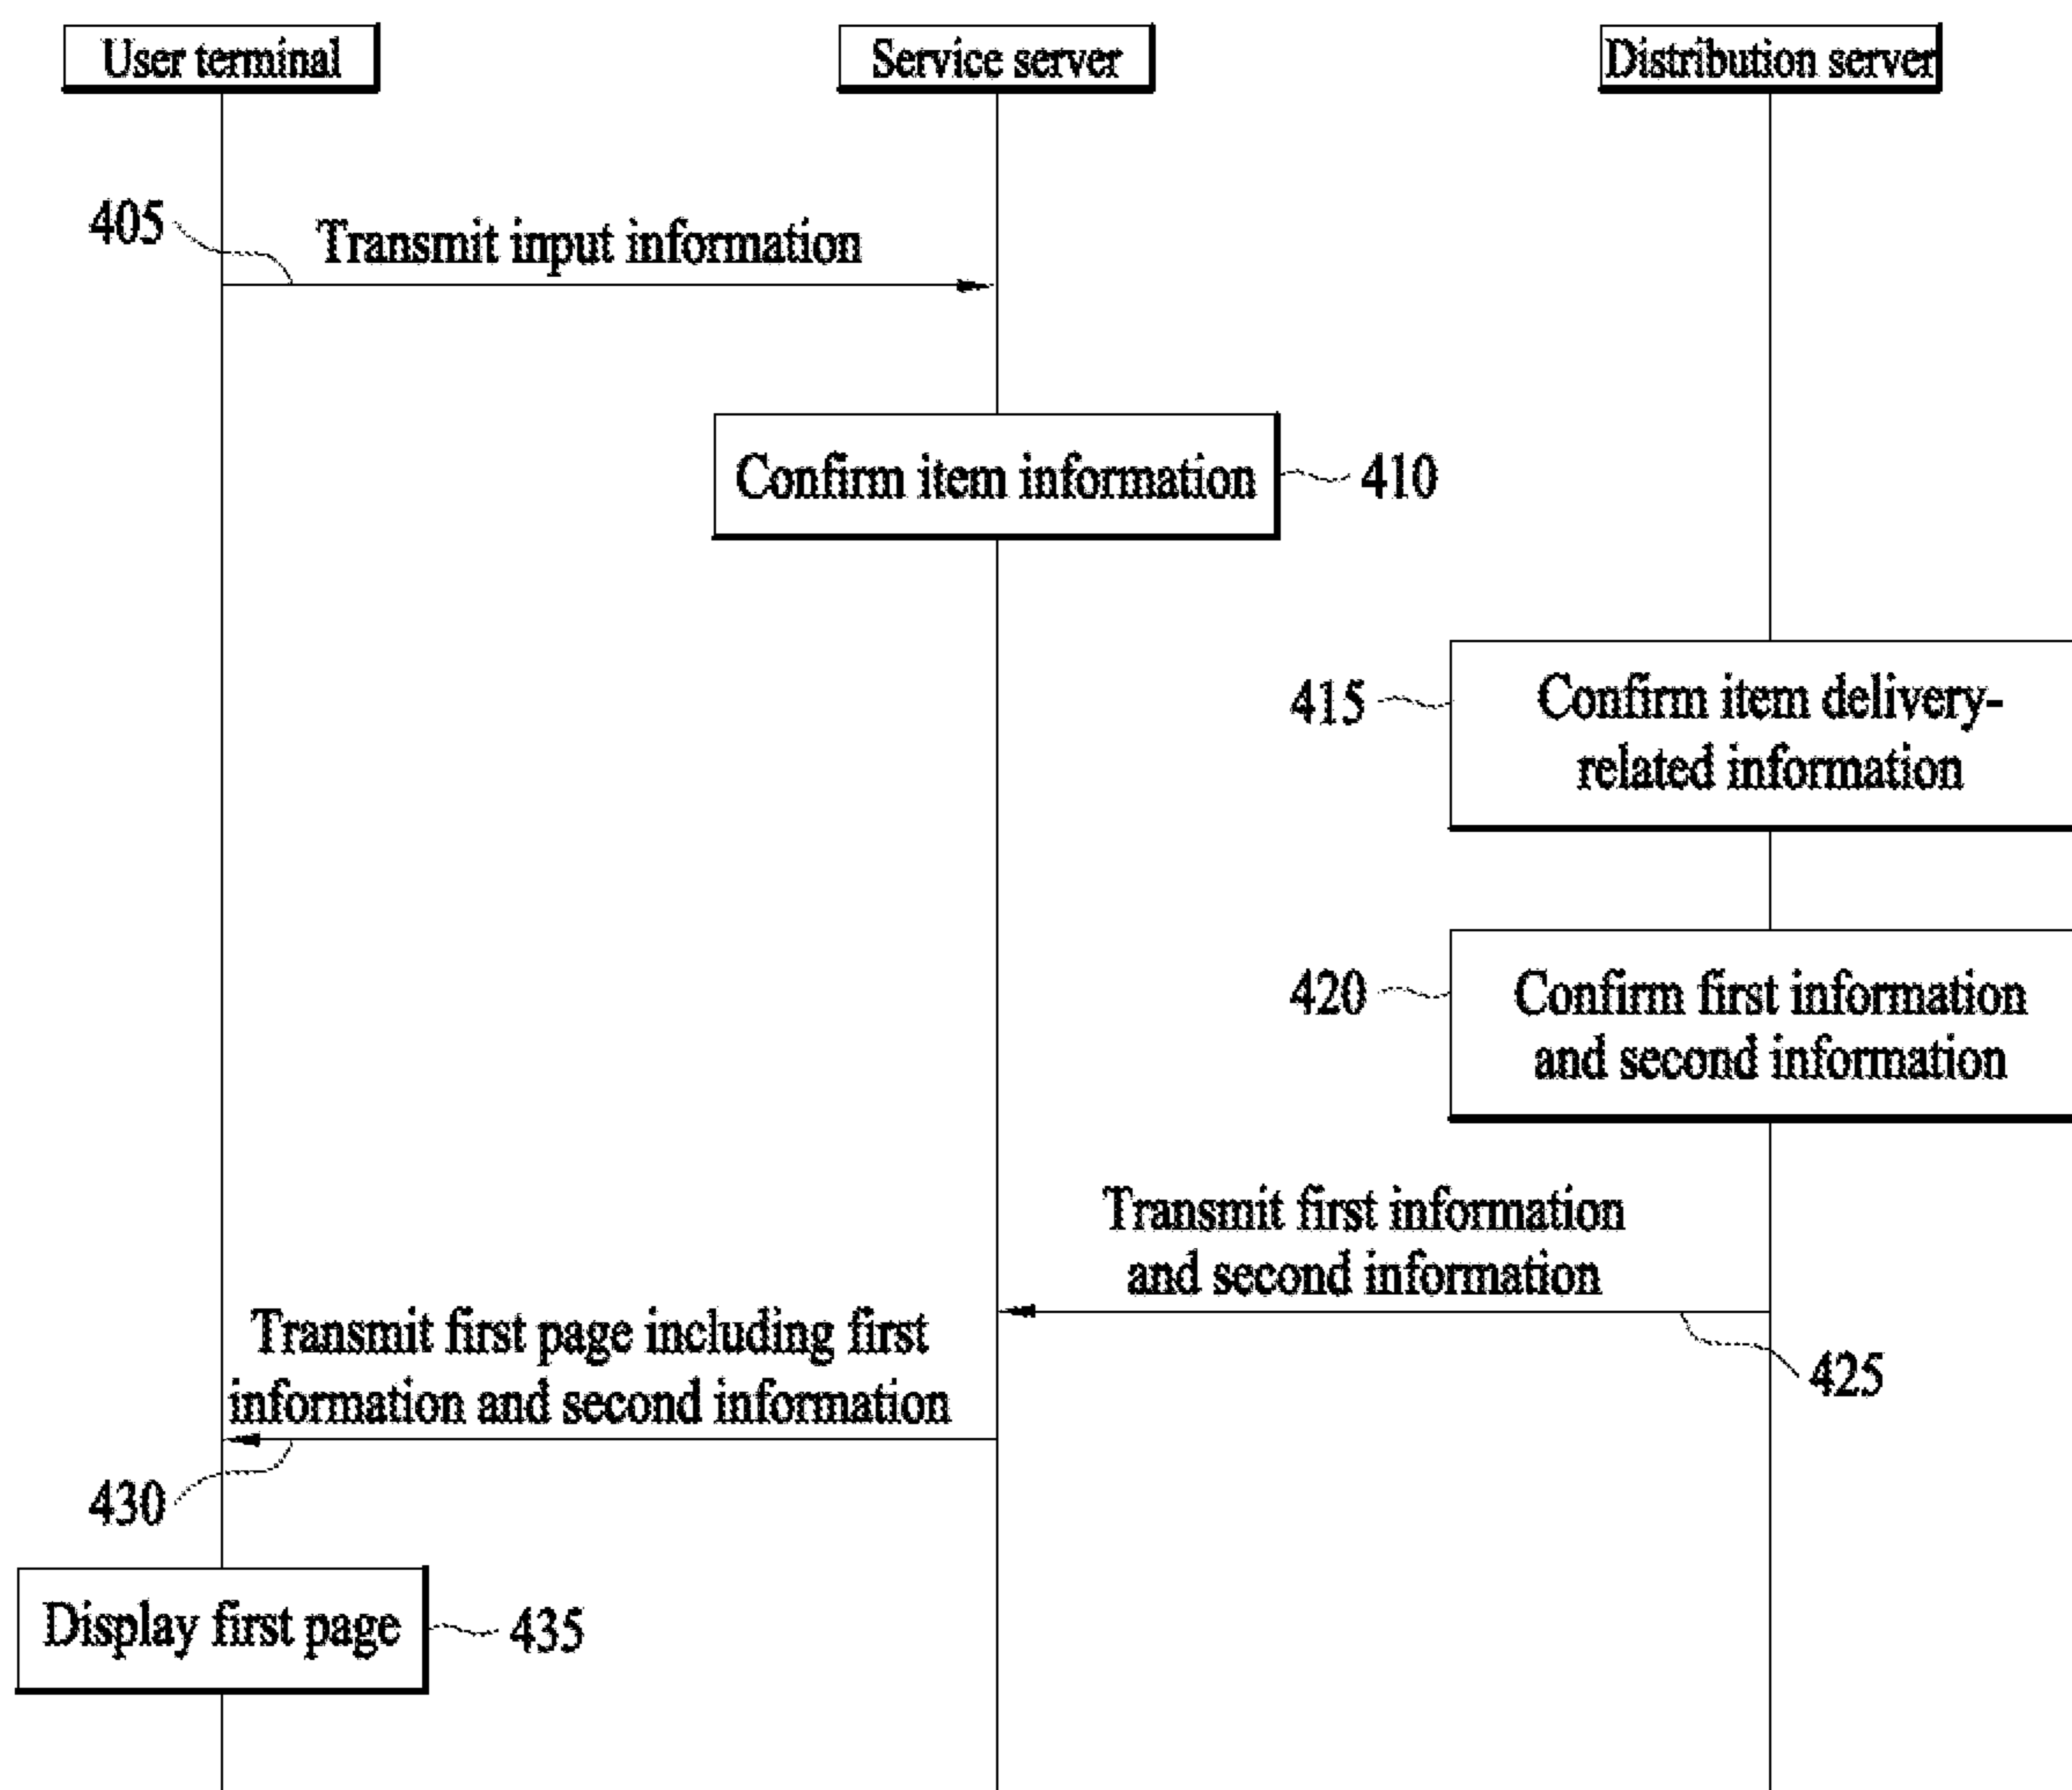 User terminal
Service server
Distribution server
405
Transmit input information
Confirm item information
410
415
Confirm item delivery-
related information
420
Confirm first information
and second information
Transmit first information
and second information
425
Transmit first page including first
information and second information
430
Display first page
435